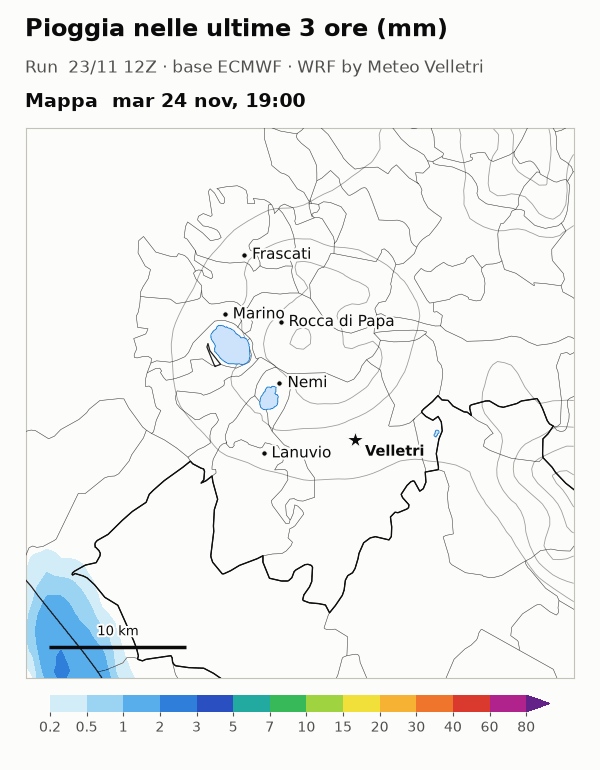 Pioggia nelle ultime 3 ore (mm)
Run  23/11 12Z · base ECMWF · WRF by Meteo Velletri
Mappa  mar 24 nov, 19:00
Frascati
Marino
Rocca di Papa
Nemi
Velletri
Lanuvio
10 km
0.2 0.5 1 2 3 5 7 10 15 20 30 40 60 80